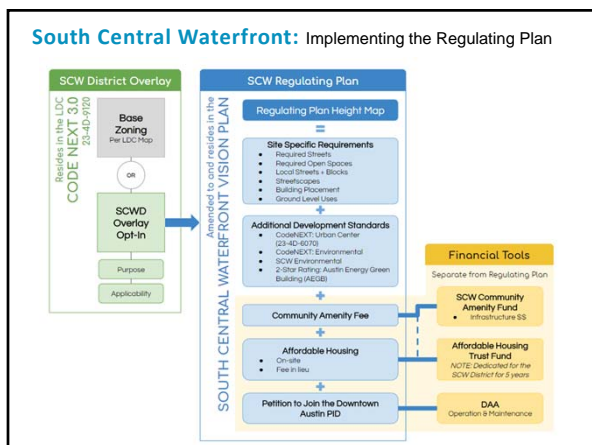 South Central Waterfront: Implementing the Regulating Plan
SCW District Overlay
Resides in the LDC
CODE NEXT 3.0
23-4D-9120
Base
Zoning
Per LDC Map
OR
SCWD
Overlay
Opt-In
Purpose
Applicability
SCW Regulating Plan
Amended to and resides in the
SOUTH CENTRAL WATERFRONT VISION PLAN
Regulating Plan Height Map
=
Site Specific Requirements
● Required Streets
● Required Open Spaces
● Local Streets + Blocks
● Streetscapes
● Building Placement
● Ground Level Uses
+
Additional Development Standards
● CodeNEXT: Urban Center
(23-4D-6070)
● CodeNEXT: Environmental
● SCW Environmental
● 2-Star Rating: Austin Energy Green
Building (AEGB)
+
Community Amenity Fee
+
Affordable Housing
● On-site
● Fee in lieu
+
Petition to Join the Downtown
Austin PID
Financial Tools
Separate from Regulating Plan
SCW Community
Amenity Fund
● Infrastructure $$
Affordable Housing
Trust Fund
NOTE: Dedicated for the
SCW District for 5 years
DAA
Operation & Maintenance